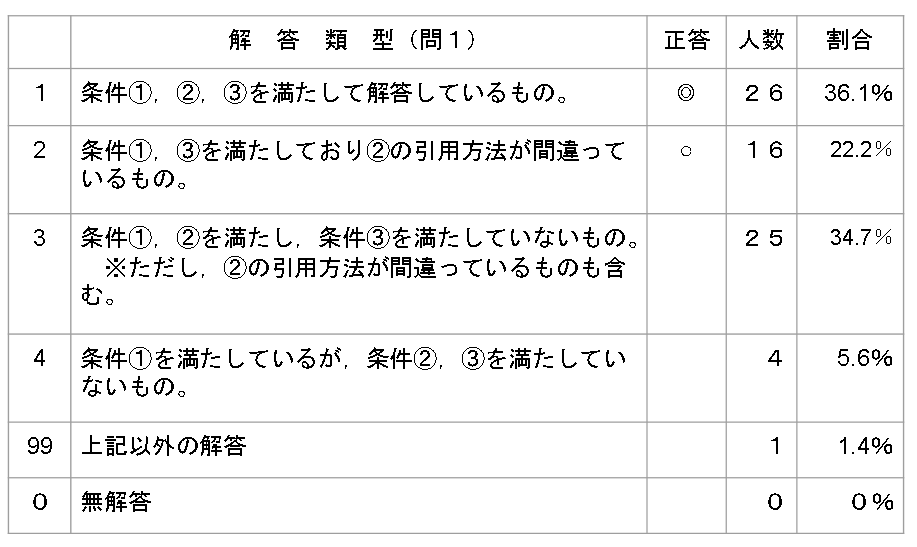 解　答　類　型（問１） 正答 人数 割合
1 条件①，②，③を満たして解答しているもの。 ◎ ２６ 36.1%
2 条件①，③を満たしており②の引用方法が間違って ○ １６ 22.2％
いるもの。
3 条件①，②を満たし，条件③を満たしていないもの。 ２５ 34.7％
※ただし，②の引用方法が間違っているものも含
む。
4 条件①を満たしているが，条件②，③を満たしてい ４ 5.6%
ないもの。
99 上記以外の解答 １ 1.4%
０ 無解答 ０ ０%